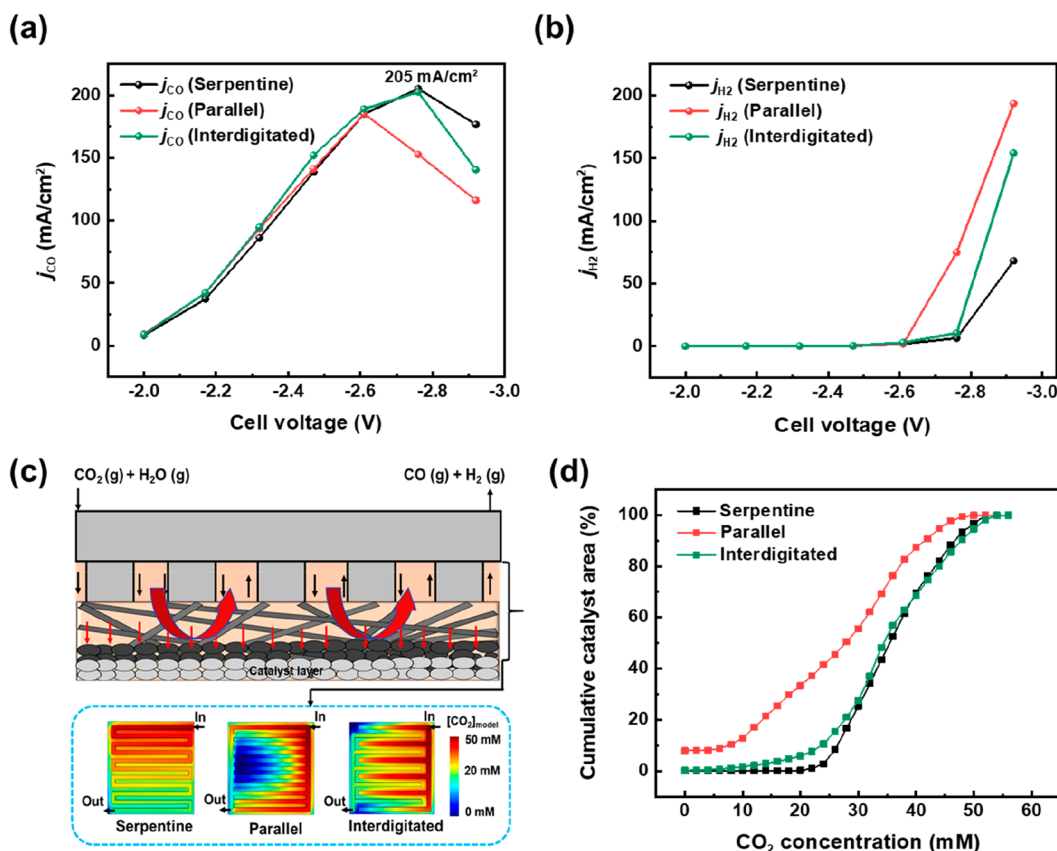 (a)
205 mA/cm²
jCO (Serpentine)
jCO (Parallel)
jCO (Interdigitated)
200
150
100
50
0
jCO (mA/cm²)
-2.0
-2.2
-2.4
-2.6
-2.8
-3.0
Cell voltage (V)
(b)
jH2 (Serpentine)
jH2 (Parallel)
jH2 (Interdigitated)
200
150
100
50
0
jH2 (mA/cm²)
-2.0
-2.2
-2.4
-2.6
-2.8
-3.0
Cell voltage (V)
(c)
CO₂ (g) + H₂O (g)
CO (g) + H₂ (g)
Catalyst layer
In
In
In
[CO₂]model
50 mM
20 mM
0 mM
Out
Out
Out
Serpentine
Parallel
Interdigitated
(d)
Serpentine
Parallel
Interdigitated
100
80
60
40
20
0
Cumulative catalyst area (%)
0
10
20
30
40
50
60
CO₂ concentration (mM)